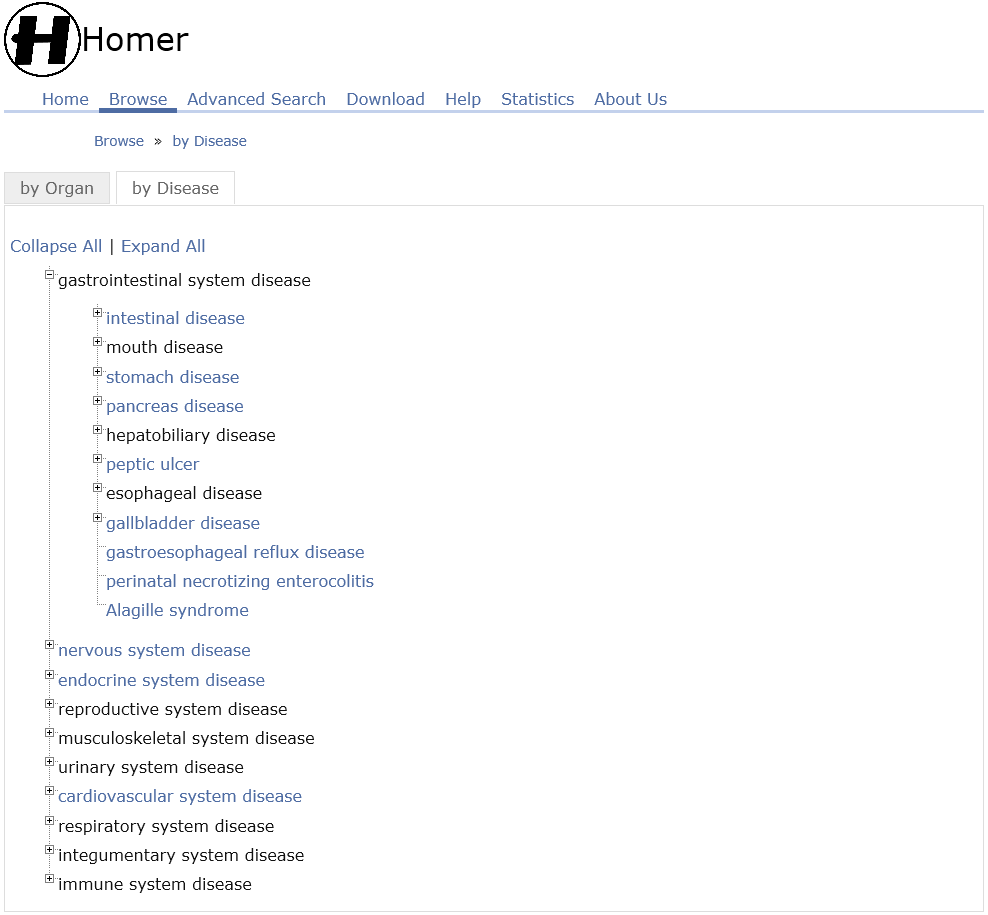 H Homer
Home Browse Advanced Search Download Help Statistics About Us
Browse » by Disease
by Organ by Disease
Collapse All | Expand All
gastrointestinal system disease
intestinal disease
mouth disease
stomach disease
pancreas disease
hepatobiliary disease
peptic ulcer
esophageal disease
gallbladder disease
gastroesophageal reflux disease
perinatal necrotizing enterocolitis
Alagille syndrome
nervous system disease
endocrine system disease
reproductive system disease
musculoskeletal system disease
urinary system disease
cardiovascular system disease
respiratory system disease
integumentary system disease
immune system disease